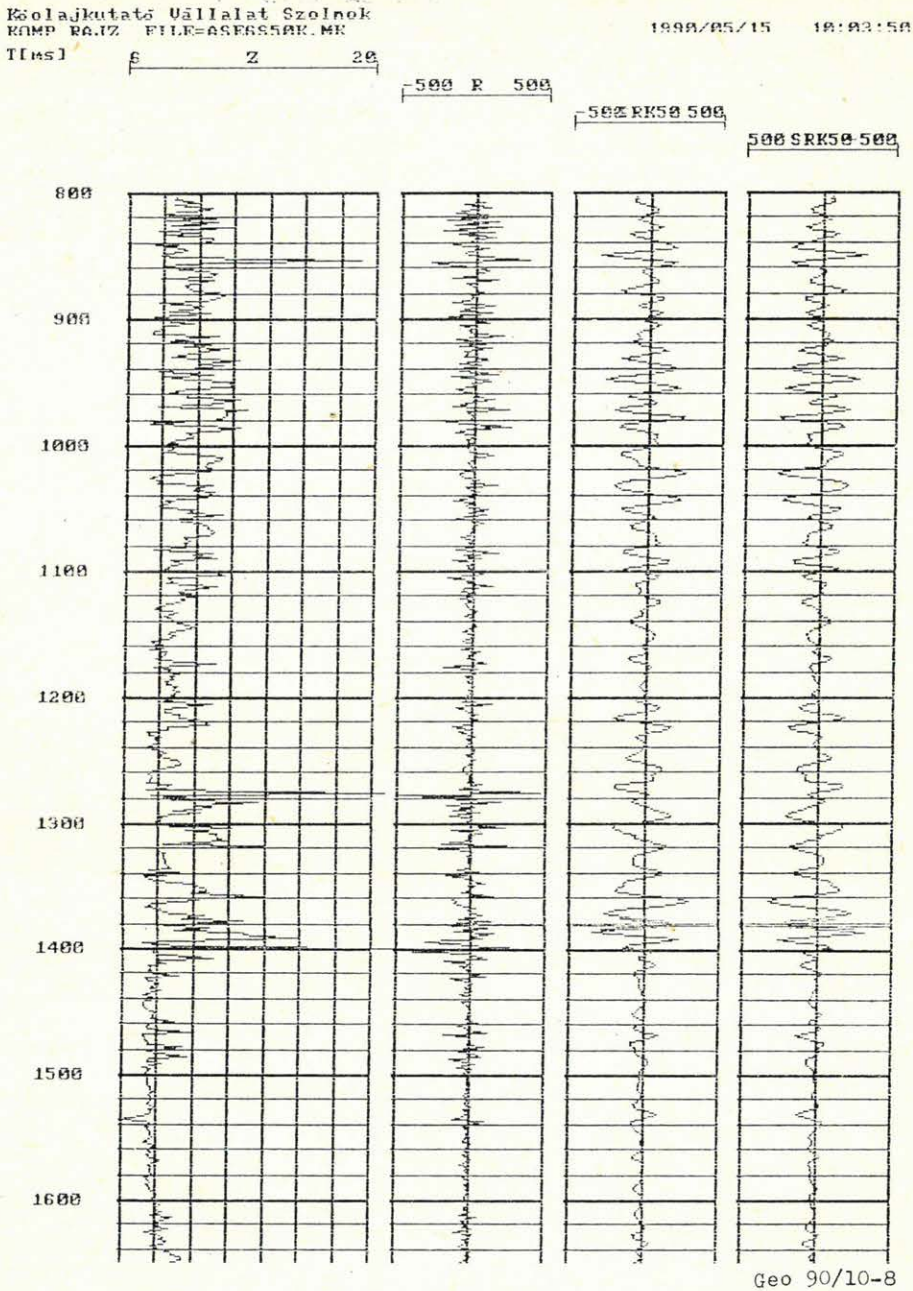 Kőolajkutató Vállalat Szolnok
KOMP RAJZ FILE=ASE6S50K.MK 1990/05/15 10:03:50
T[ms] 6 Z 20
-500 R 500
-500 RK50 500
500 SRK50-500
800
900
1000
1100
1200
1300
1400
1500
1600
Geo 90/10-8